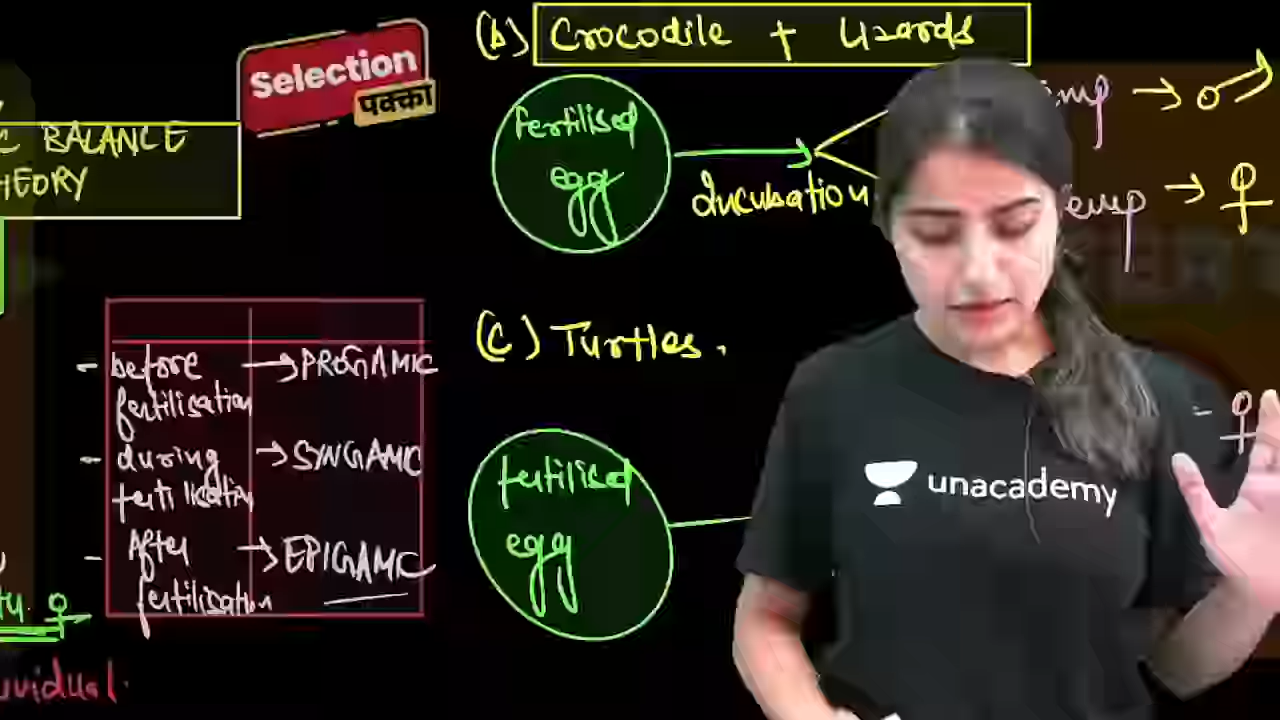 (b) Crocodile + Lizards
Selection
पक्का
C BALANCE
HEORY
fertilised
egg
Incubation
emp → ♂
emp → ♀
before → PROGAMIC
fertilisation
- during → SYNGAMIC
fertilisation
- After → EPIGAMIC
fertilisation
(c) Turtles.
- ♀
fertilised
egg
unacademy
♀
uvidual.